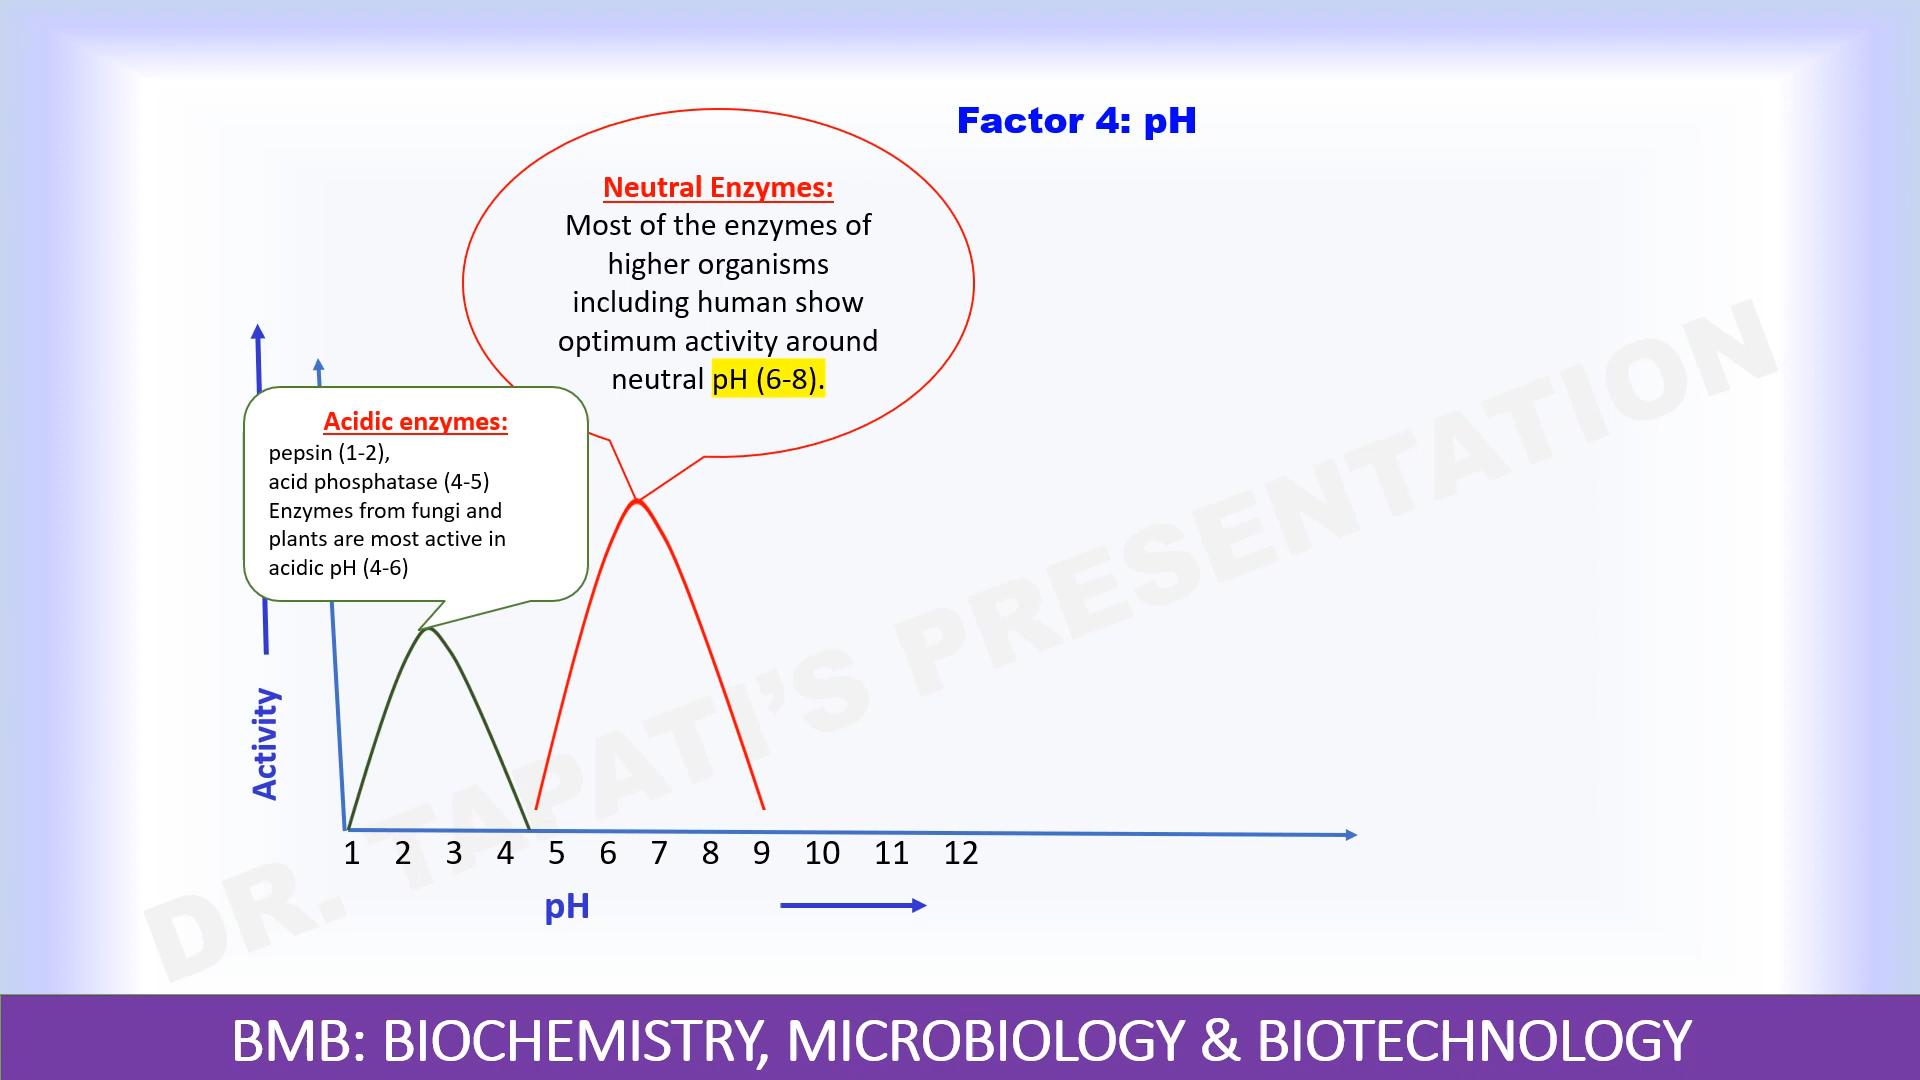 Factor 4: pH
Neutral Enzymes:
Most of the enzymes of
higher organisms
including human show
optimum activity around
neutral pH (6-8).
Acidic enzymes:
pepsin (1-2),
acid phosphatase (4-5)
Enzymes from fungi and
plants are most active in
acidic pH (4-6)
Activity
1 2 3 4 5 6 7 8 9 10 11 12
pH
DR. TAPATI'S PRESENTATION
BMB: BIOCHEMISTRY, MICROBIOLOGY & BIOTECHNOLOGY